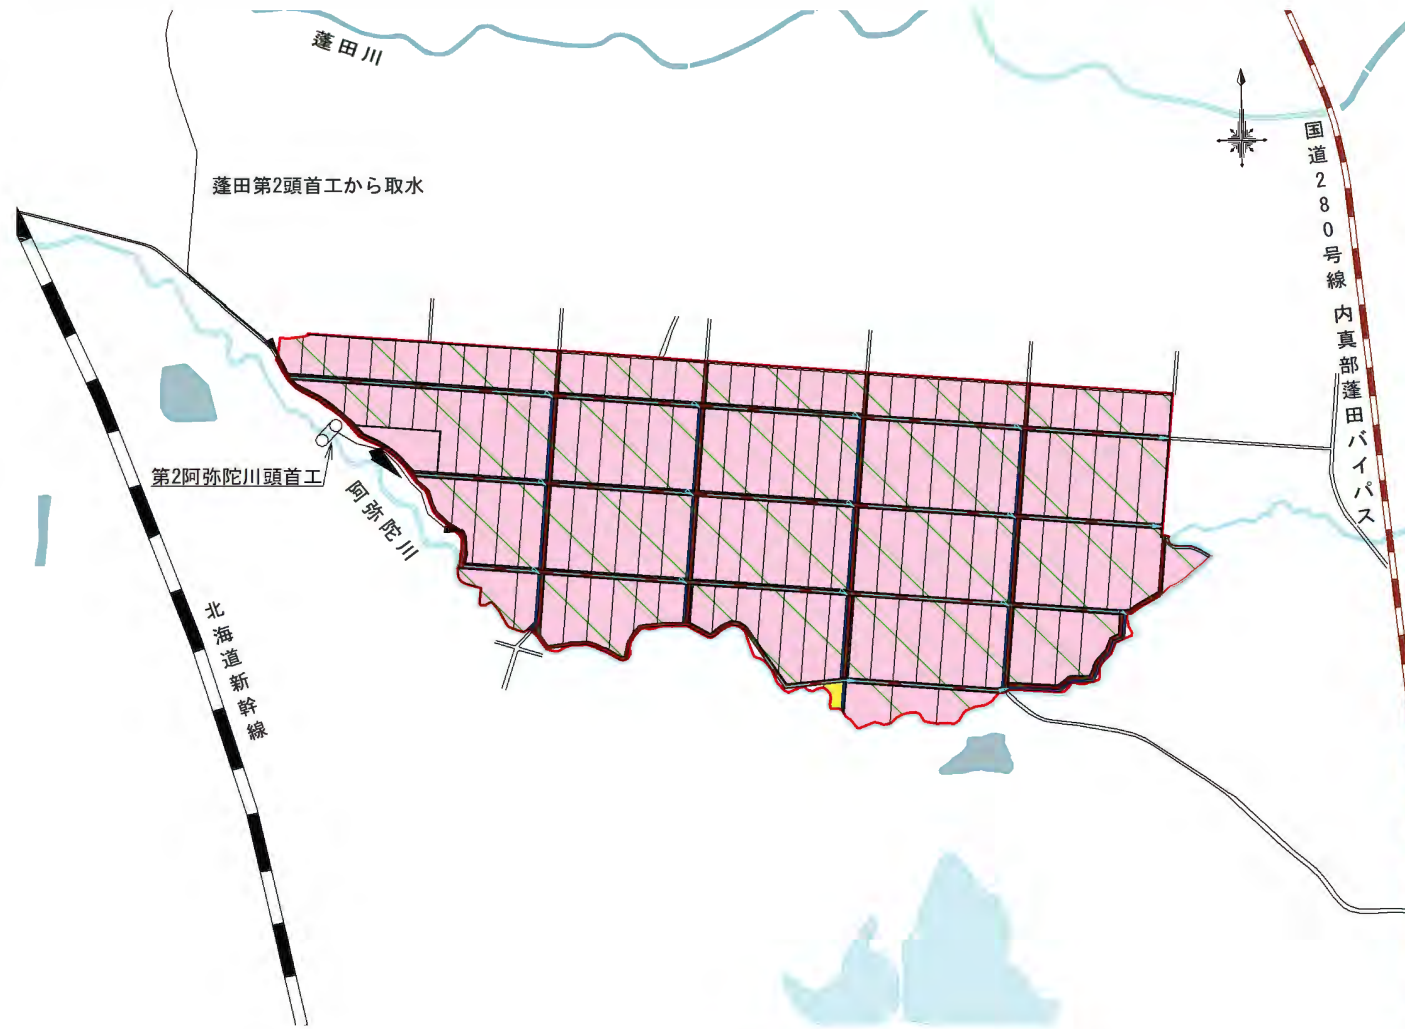 蓬田川
蓬田第2頭首工から取水
国道280号線 内真部蓬田バイパス
第2阿弥陀川頭首工
阿弥陀川
北海道新幹線